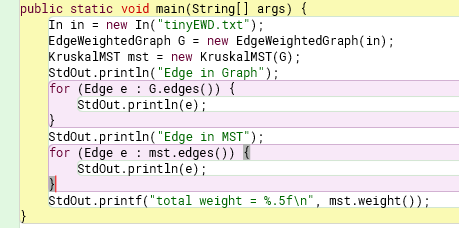 public static void main(String[] args) {
In in = new In("tinyEWD.txt");
EdgeWeightedGraph G = new EdgeWeightedGraph(in);
KruskalMST mst = new KruskalMST(G);
StdOut.println("Edge in Graph");
for (Edge e : G.edges()) {
StdOut.println(e);
}
StdOut.println("Edge in MST");
for (Edge e : mst.edges()) {
StdOut.println(e);
}
StdOut.printf("total weight = %.5f\n", mst.weight());
}